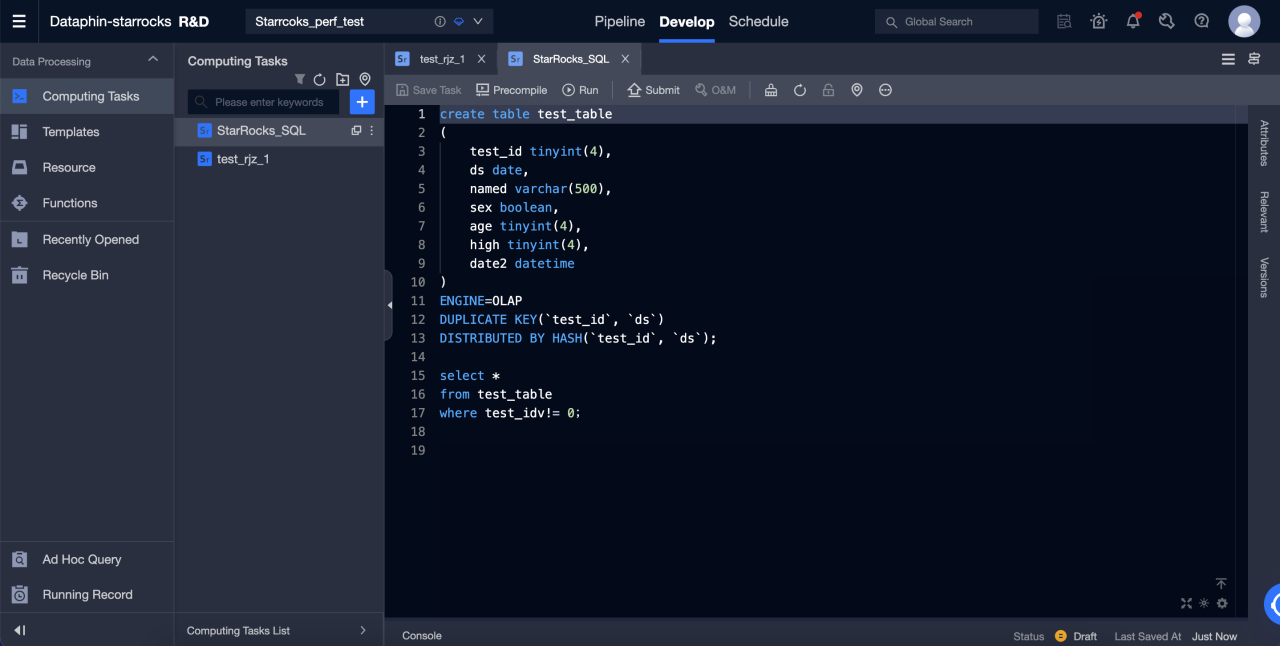 Dataphin-starrocks R&D
Starrcoks_perf_test
Pipeline Develop Schedule
Global Search
Data Processing
Computing Tasks
Templates
Resource
Functions
Recently Opened
Recycle Bin
Ad Hoc Query
Running Record
Computing Tasks
Please enter keywords
Sr StarRocks_SQL
Sr test_rjz_1
Computing Tasks List
Sr test_rjz_1
Sr StarRocks_SQL
Save Task Precompile Run Submit O&M
1 create table test_table
2 (
3 test_id tinyint(4),
4 ds date,
5 named varchar(500),
6 sex boolean,
7 age tinyint(4),
8 high tinyint(4),
9 date2 datetime
10 )
11 ENGINE=OLAP
12 DUPLICATE KEY(`test_id`, `ds`)
13 DISTRIBUTED BY HASH(`test_id`, `ds`);
14
15 select *
16 from test_table
17 where test_idv!= 0;
18
19
Attributes
Relevant
Versions
Console
Status Draft Last Saved At Just Now